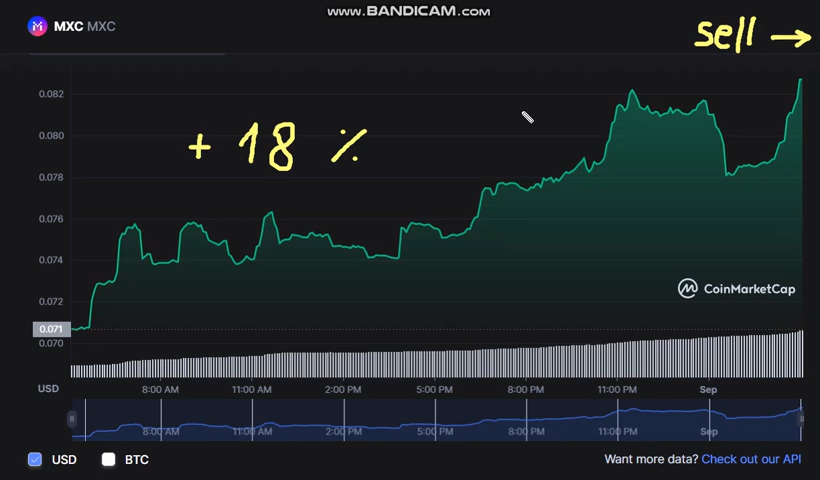 WWW.BANDICAM.COM
MXC MXC
sell →
0.082
0.080
+ 18 %
0.078
0.076
0.074
CoinMarketCap
0.072
0.071
0.070
USD
8:00 AM 11:00 AM 2:00 PM 5:00 PM 8:00 PM 11:00 PM Sep
8:00 AM 11:00 AM 2:00 PM 5:00 PM 8:00 PM 11:00 PM Sep
USD BTC
Want more data? Check out our API